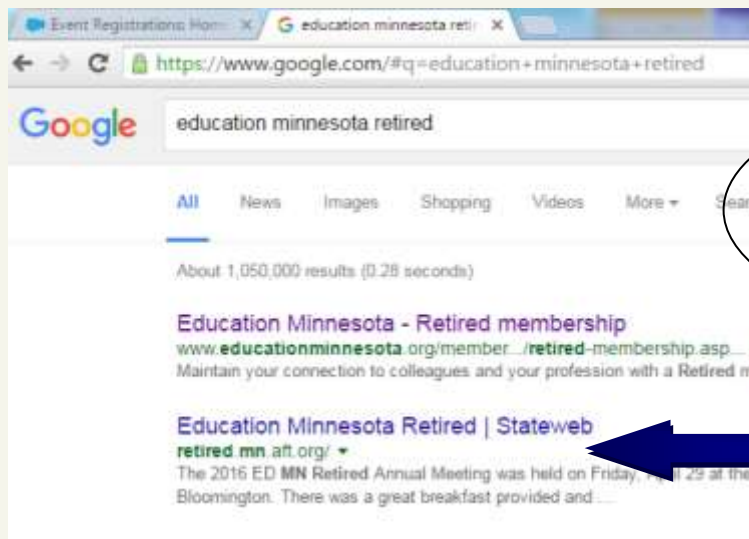 Event Registrations: Hom
education minnesota reti
https://www.google.com/#q=education+minnesota+retired
Google
education minnesota retired
All News Images Shopping Videos More Sear
About 1,050,000 results (0.28 seconds)
Education Minnesota - Retired membership
www.educationminnesota.org/member.../retired-membership.asp...
Maintain your connection to colleagues and your profession with a Retired m
Education Minnesota Retired | Stateweb
retired.mn.aft.org/
The 2016 ED MN Retired Annual Meeting was held on Friday, 29 at the
Bloomington. There was a great breakfast provided and ...